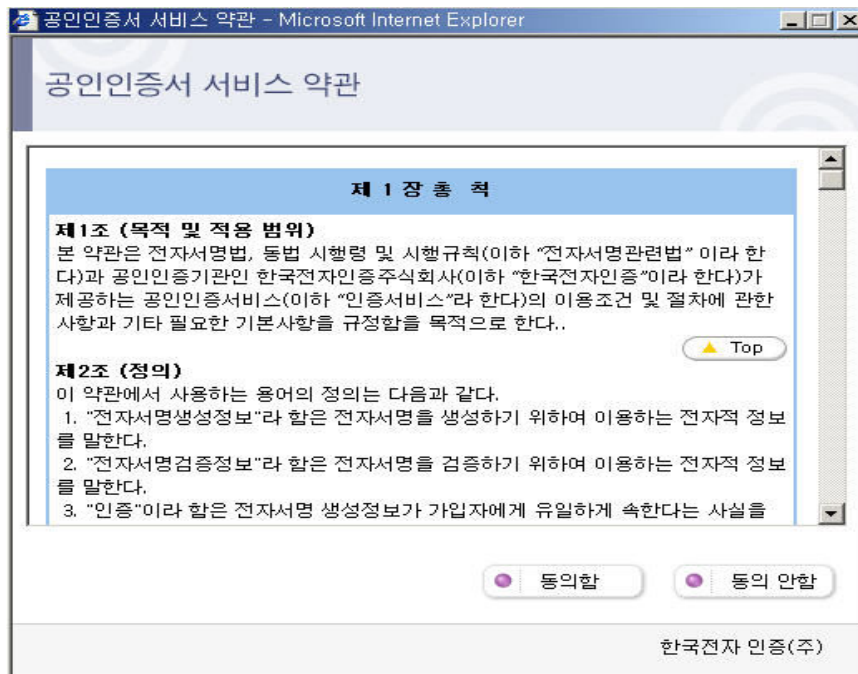 공인인증서 서비스 약관 - Microsoft Internet Explorer
공인인증서 서비스 약관
제 1 장 총 척
제1조 (목적 및 적용 범위)
본 약관은 전자서명법, 동법 시행령 및 시행규칙(이하 “전자서명관련법” 이라 한
다)과 공인인증기관인 한국전자인증주식회사(이하 “한국전자인증”이라 한다)가
제공하는 공인인증서비스(이하 “인증서비스”라 한다)의 이용조건 및 절차에 관한
사항과 기타 필요한 기본사항을 규정함을 목적으로 한다..
Top
제2조 (정의)
이 약관에서 사용하는 용어의 정의는 다음과 같다.
1. "전자서명생성정보"라 함은 전자서명을 생성하기 위하여 이용하는 전자적 정보
를 말한다.
2. "전자서명검증정보"라 함은 전자서명을 검증하기 위하여 이용하는 전자적 정보
를 말한다.
3. "인증"이라 함은 전자서명 생성정보가 가입자에게 유일하게 속한다는 사실을
동의함
동의 안함
한국전자 인증(주)